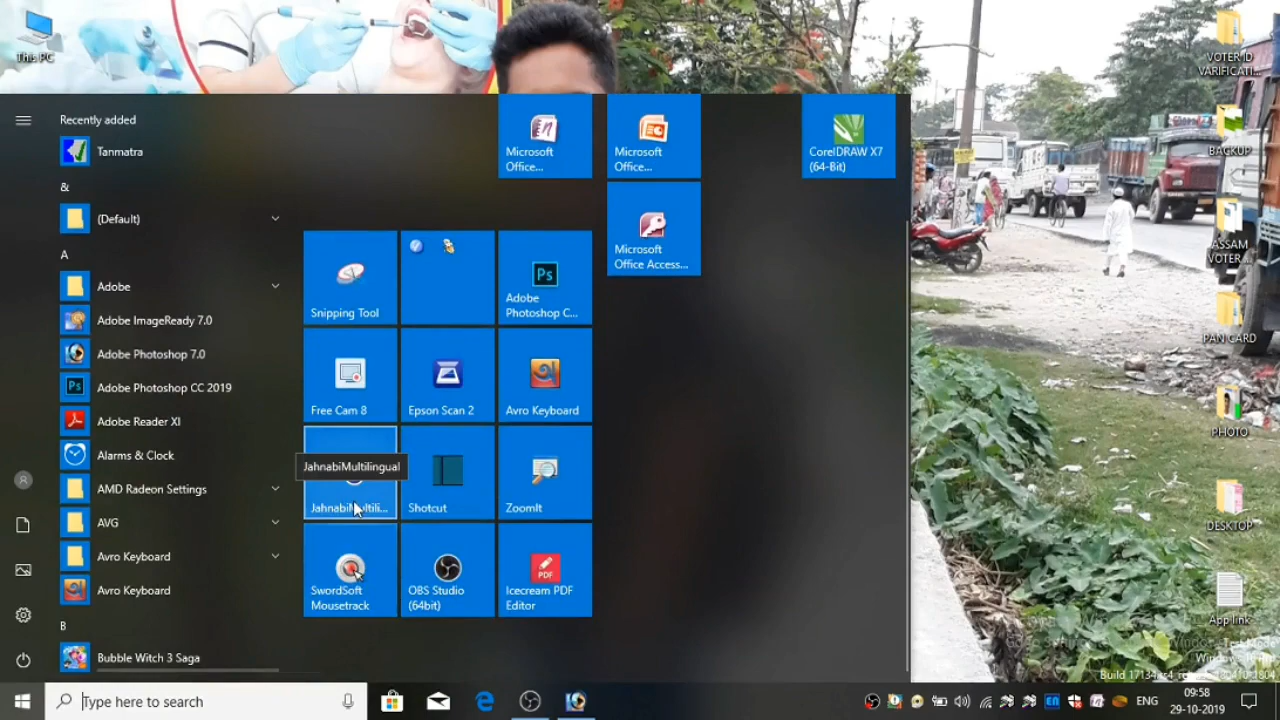 This PC
Recently added
Tanmatra
&
(Default)
A
Adobe
Adobe ImageReady 7.0
Adobe Photoshop 7.0
Adobe Photoshop CC 2019
Adobe Reader XI
Alarms & Clock
AMD Radeon Settings
AVG
Avro Keyboard
Avro Keyboard
B
Bubble Witch 3 Saga
Microsoft
Office...
Microsoft
Office...
CorelDRAW X7
(64-Bit)
Microsoft
Office Access...
Snipping Tool
Ps
Adobe
Photoshop C...
Free Cam 8
Epson Scan 2
Avro Keyboard
JahnabiMultilingual
Shotcut
ZoomIt
SwordSoft
Mousetrack
OBS Studio
(64bit)
PDF
Icecream PDF
Editor
VOTER ID
VARIFICATI...
BACKUP
ASSAM
VOTER ...
PAN CARD
PHOTO
DESKTOP
App link
Test Mode
Type here to search
ENG
09:58
29-10-2019